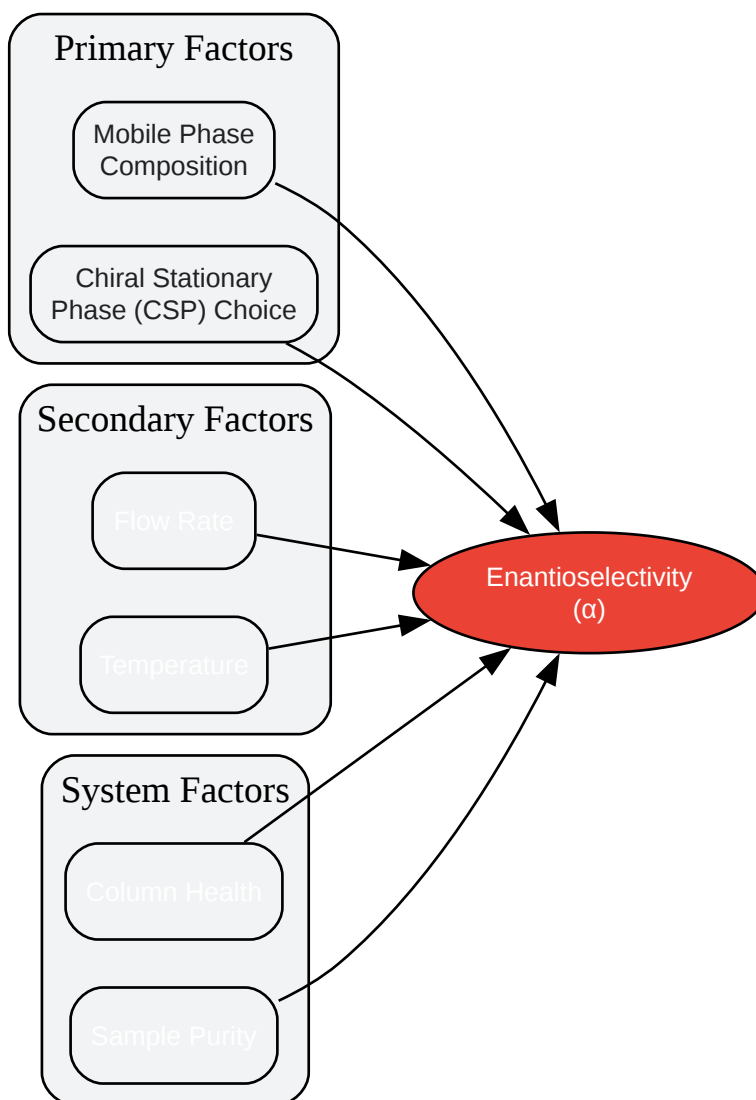 Primary Factors
Mobile Phase
Composition
Chiral Stationary
Phase (CSP) Choice
Secondary Factors
Flow Rate
Temperature
Enantioselectivity
(α)
System Factors
Column Health
Sample Purity